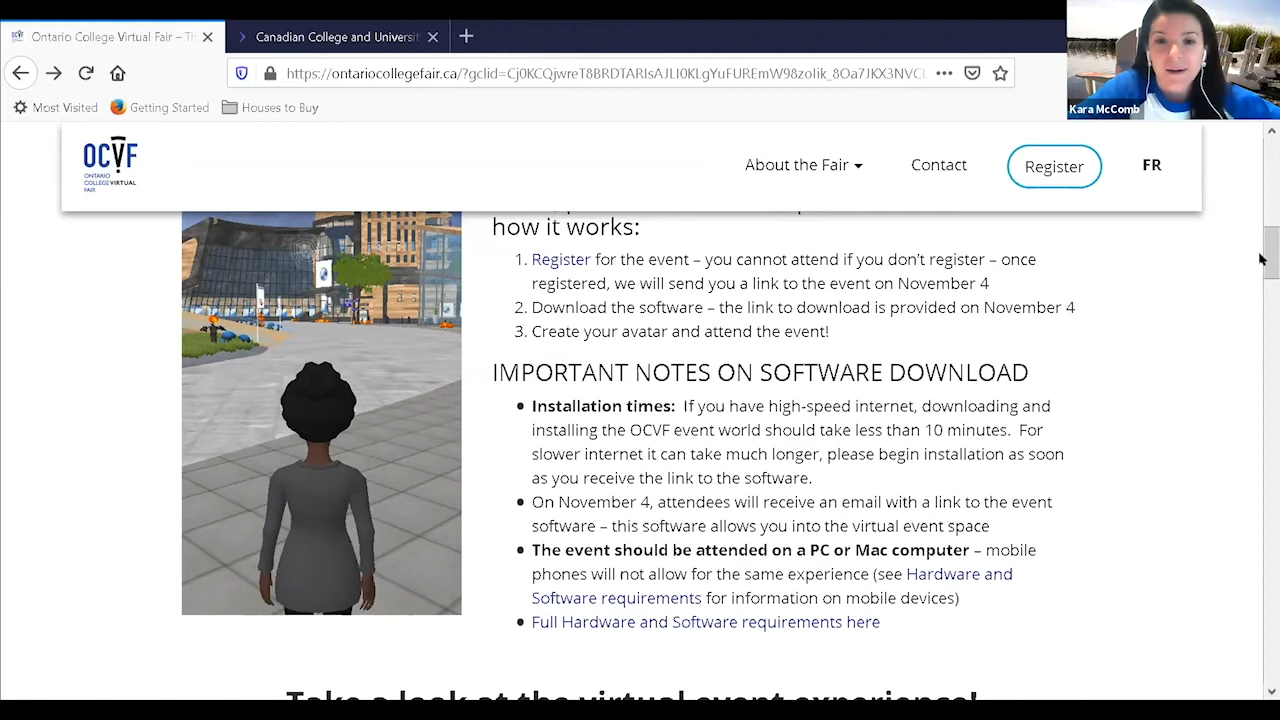 Ontario College Virtual Fair – Th
Canadian College and Universit
https://ontariocollegefair.ca/?gclid=
Most Visited
Getting Started
Houses to Buy
Kara McComb
OCVF
ONTARIO
COLLEGE VIRTUAL
FAIR
About the Fair
Contact
Register
FR
how it works:
1. Register for the event – you cannot attend if you don't register – once
registered, we will send you a link to the event on November 4
2. Download the software – the link to download is provided on November 4
3. Create your avatar and attend the event!
IMPORTANT NOTES ON SOFTWARE DOWNLOAD
• Installation times: If you have high-speed internet, downloading and
installing the OCVF event world should take less than 10 minutes. For
slower internet it can take much longer, please begin installation as soon
as you receive the link to the software.
• On November 4, attendees will receive an email with a link to the event
software – this software allows you into the virtual event space
• The event should be attended on a PC or Mac computer – mobile
phones will not allow for the same experience (see Hardware and
Software requirements for information on mobile devices)
• Full Hardware and Software requirements here
Take a look at the virtual event experience!